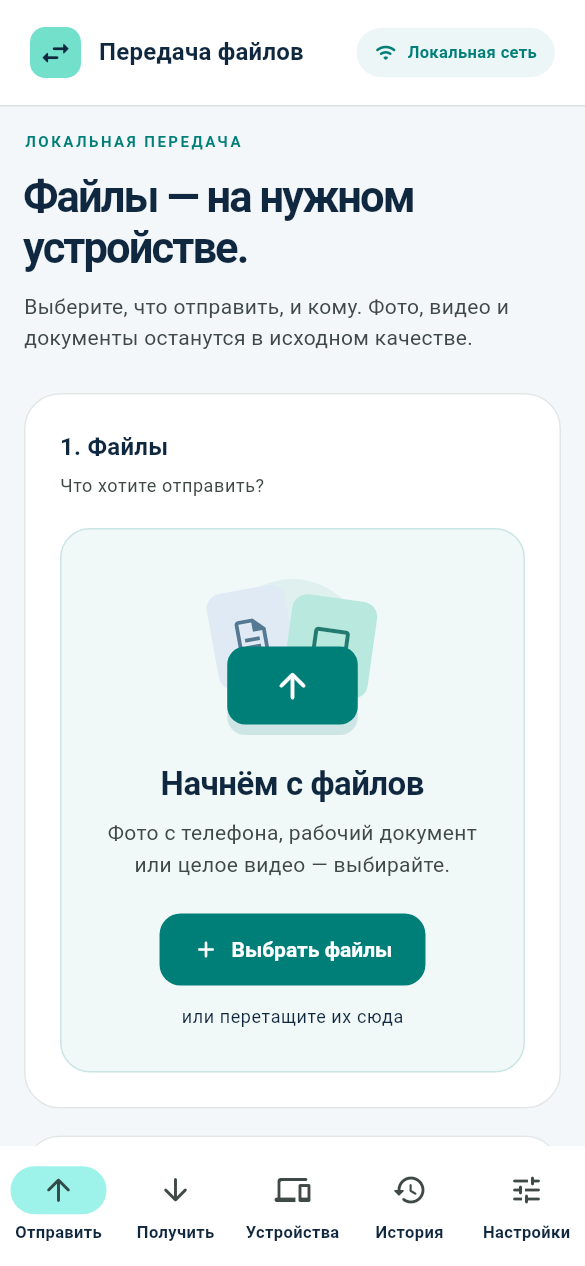 Передача файлов
Локальная сеть
ЛОКАЛЬНАЯ ПЕРЕДАЧА
Файлы — на нужном
устройстве.
Выберите, что отправить, и кому. Фото, видео и
документы останутся в исходном качестве.
1. Файлы
Что хотите отправить?
Начнём с файлов
Фото с телефона, рабочий документ
или целое видео — выбирайте.
Выбрать файлы
или перетащите их сюда
Отправить
Получить
Устройства
История
Настройки